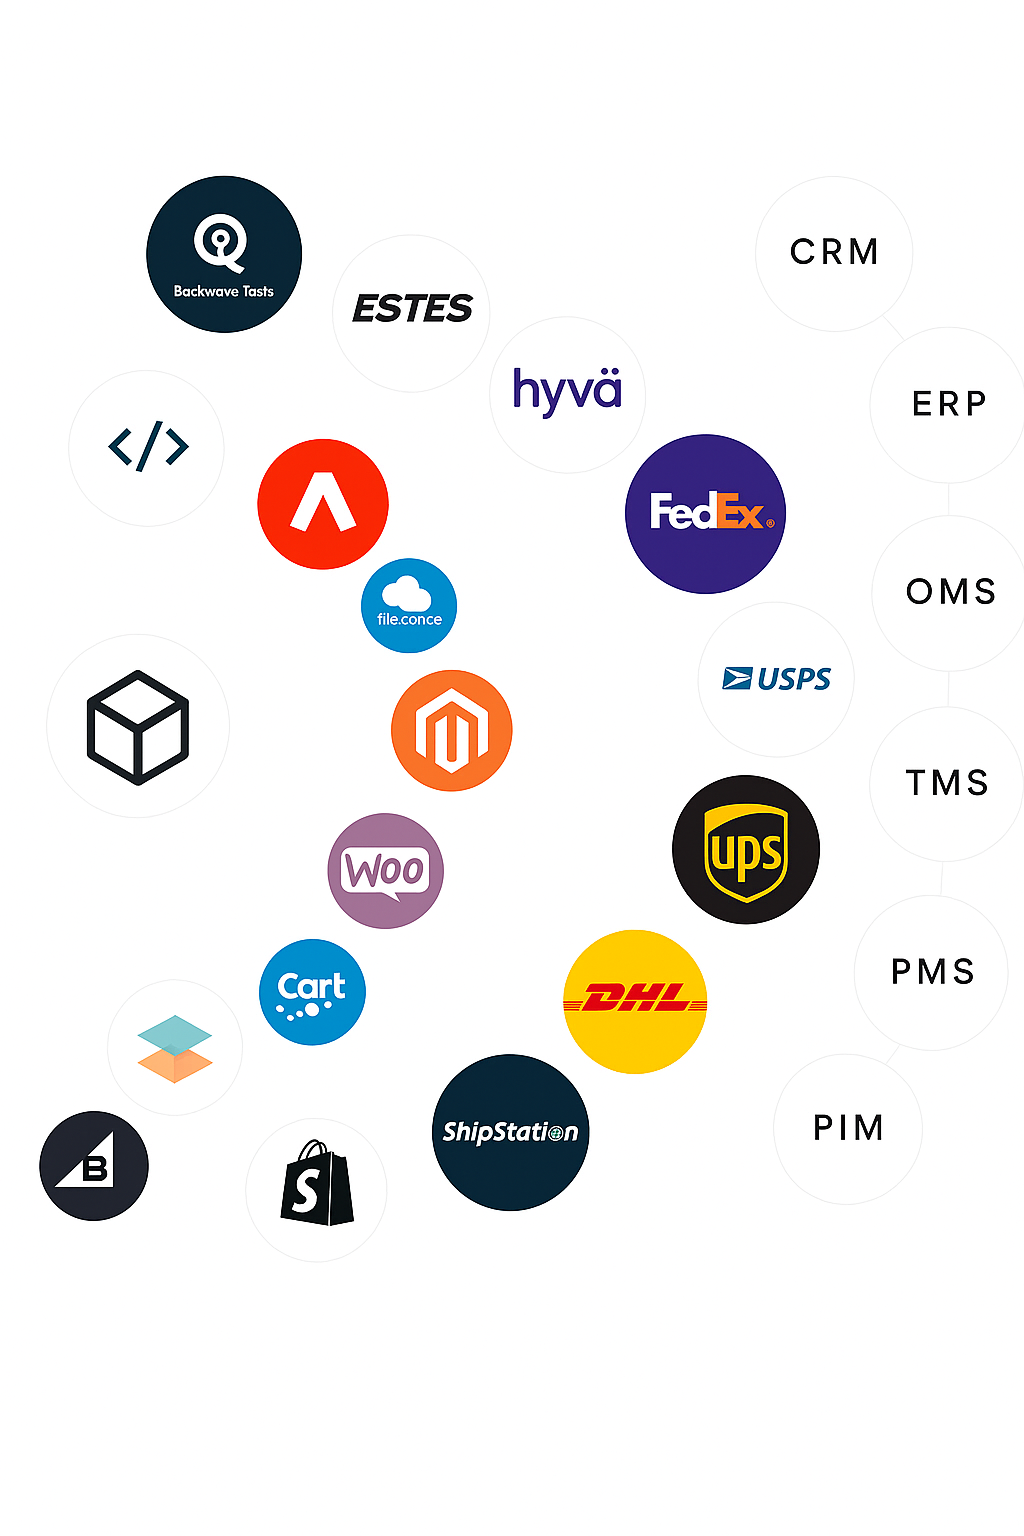 Backwave Tasts
ESTES
CRM
hyvä
ERP
</>
FedEx®
OMS
file.conce
USPS
TMS
ups
Woo
PMS
Cart
DHL
PIM
ShipStation
B
S